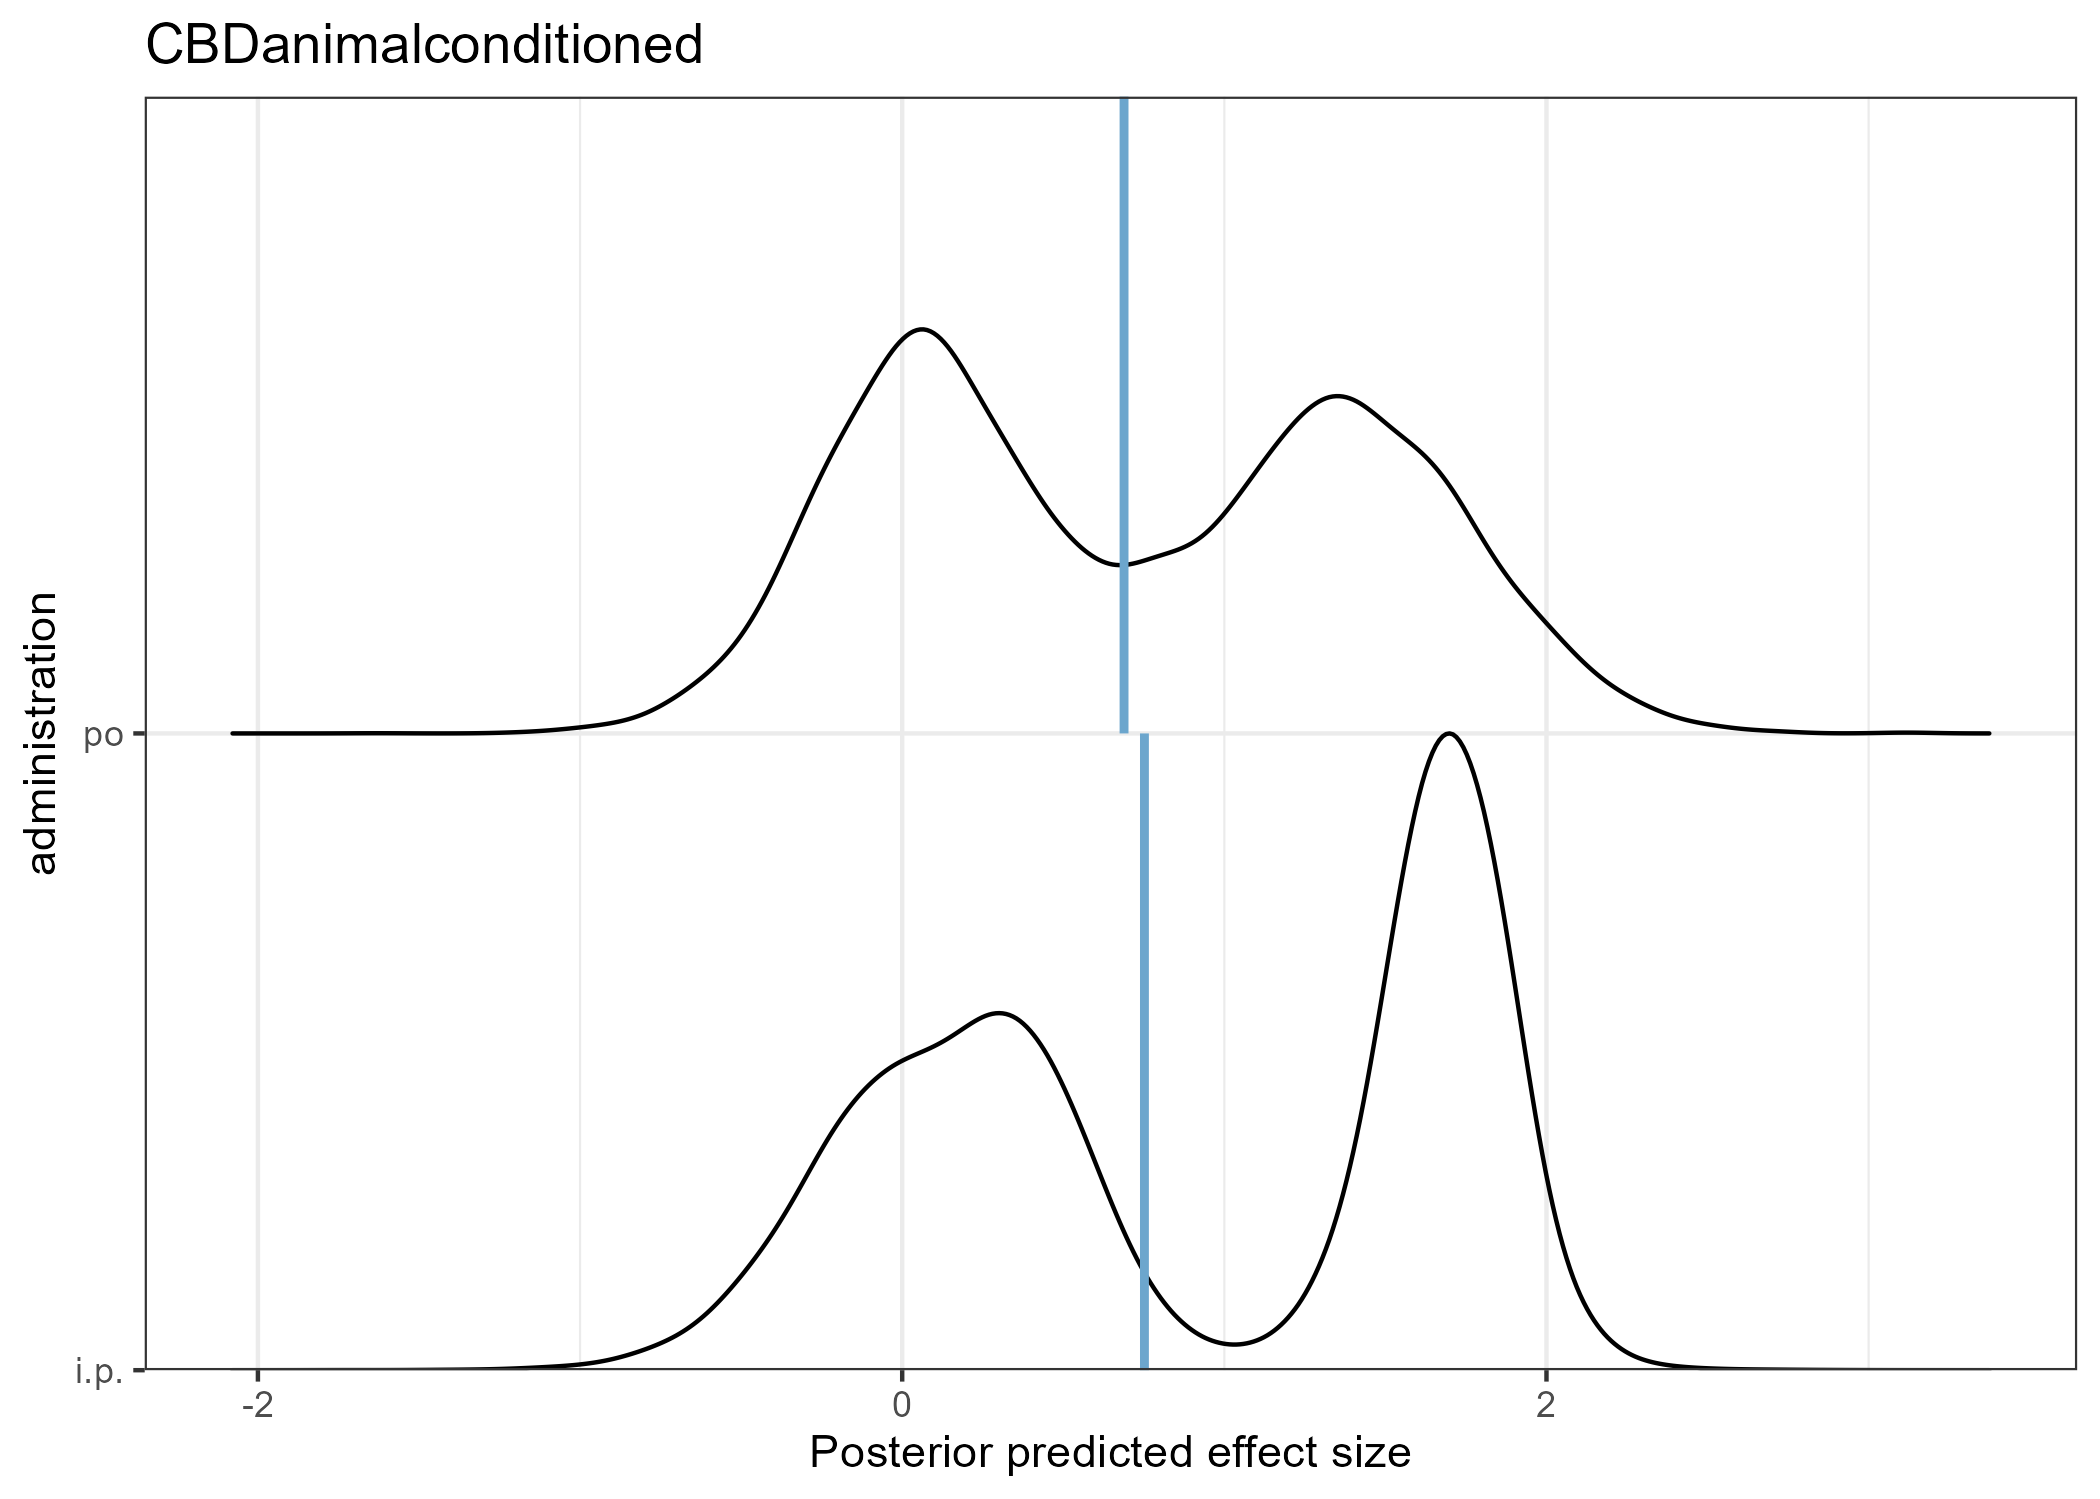 CBDanimalconditioned
administration
po
i.p.
-2
0
2
Posterior predicted effect size